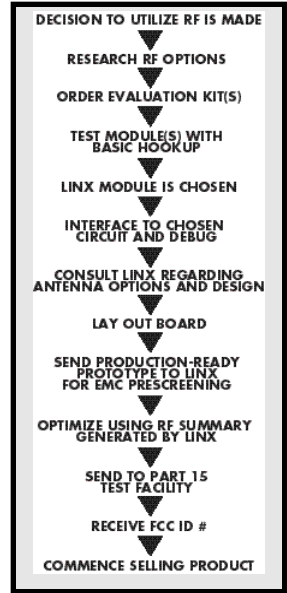 DECISION TO UTILIZE RF IS MADE
RESEARCH RF OPTIONS
ORDER EVALUATION KIT(S)
TEST MODULE(S) WITH
BASIC HOOKUP
LINX MODULE IS CHOSEN
INTERFACE TO CHOSEN
CIRCUIT AND DEBUG
CONSULT LINX REGARDING
ANTENNA OPTIONS AND DESIGN
LAY OUT BOARD
SEND PRODUCTION-READY
PROTOTYPE TO LINX
FOR EMC PRESCREENING
OPTIMIZE USING RF SUMMARY
GENERATED BY LINX
SEND TO PART 15
TEST FACILITY
RECEIVE FCC ID #
COMMENCE SELLING PRODUCT